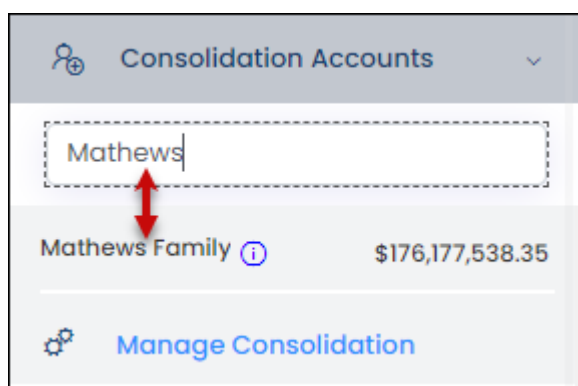 Consolidation Accounts
Mathews
Mathews Family $176,177,538.35
Manage Consolidation